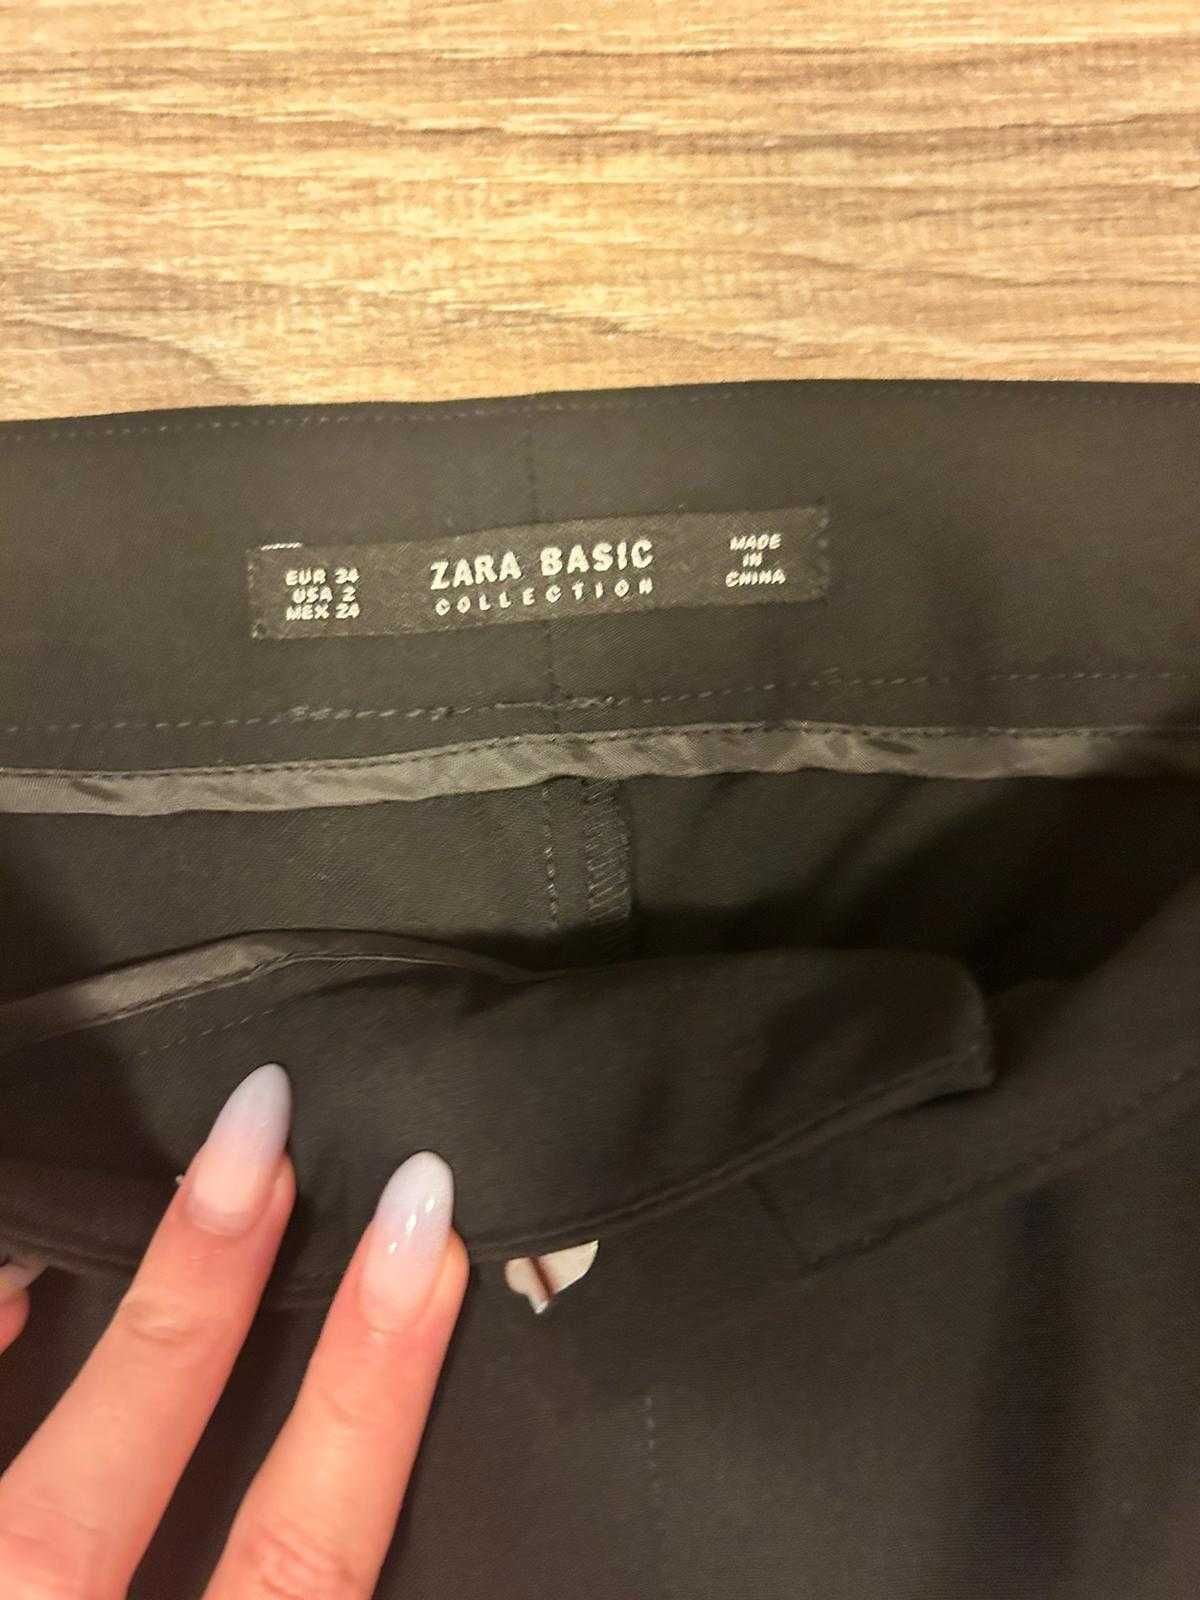 EUR 34
USA 2
MEX 24
ZARA BASIC
COLLECTION
MADE
IN
CHINA